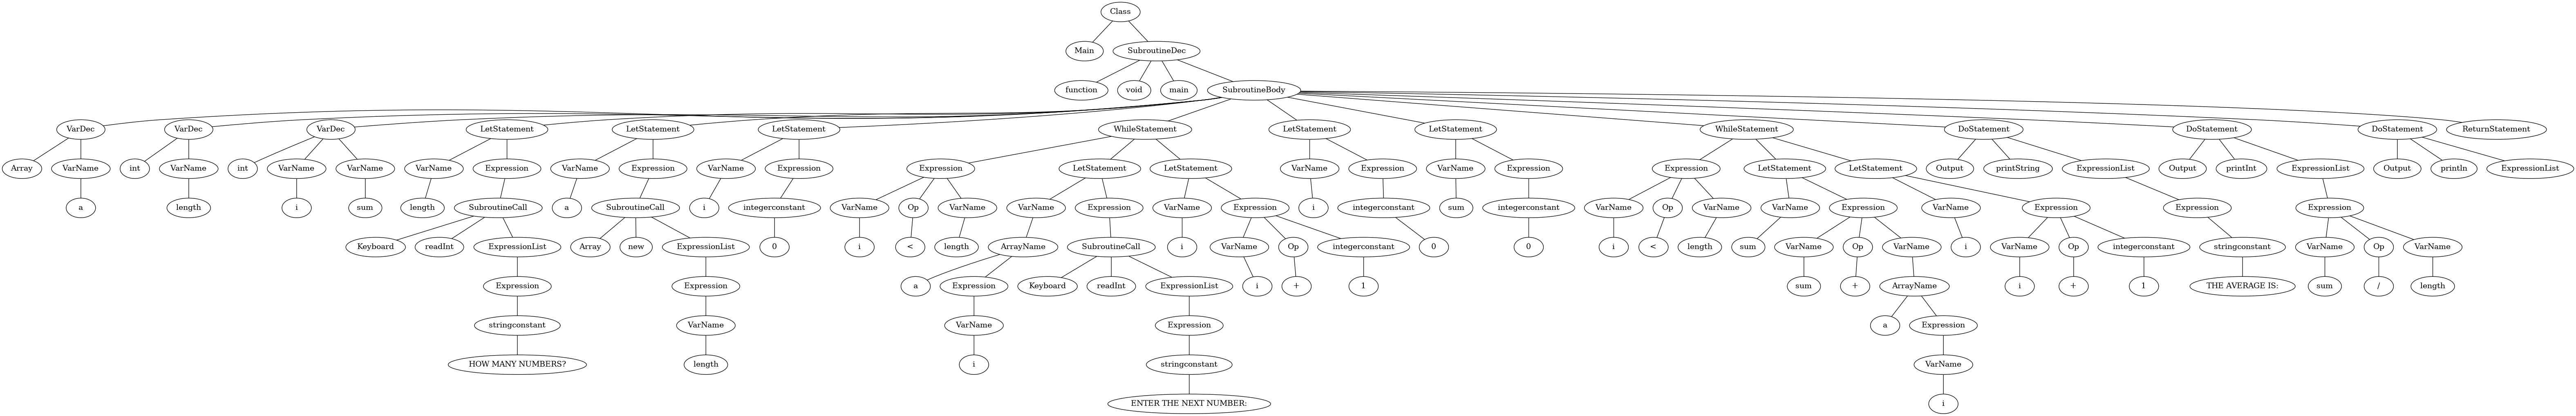 Class
Main SubroutineDec
function void main SubroutineBody
VarDec VarDec VarDec LetStatement LetStatement LetStatement WhileStatement LetStatement LetStatement WhileStatement DoStatement DoStatement DoStatement ReturnStatement
Array VarName int VarName int VarName VarName VarName Expression VarName Expression VarName Expression Expression LetStatement LetStatement VarName Expression VarName Expression Expression LetStatement LetStatement Output printString ExpressionList Output printInt ExpressionList Output println ExpressionList
a length i sum length SubroutineCall a SubroutineCall i integerconstant VarName Op VarName VarName Expression VarName Expression i integerconstant sum integerconstant VarName Op VarName VarName Expression VarName Expression Expression Expression
Keyboard readInt ExpressionList Array new ExpressionList 0 i < length ArrayName SubroutineCall i VarName Op integerconstant 0 0 i < length sum VarName Op VarName i VarName Op integerconstant stringconstant VarName Op VarName
Expression Expression a Expression Keyboard readInt ExpressionList i + 1 sum + ArrayName i + 1 THE AVERAGE IS: sum / length
stringconstant VarName VarName Expression a Expression
HOW MANY NUMBERS? length i stringconstant VarName
ENTER THE NEXT NUMBER: i